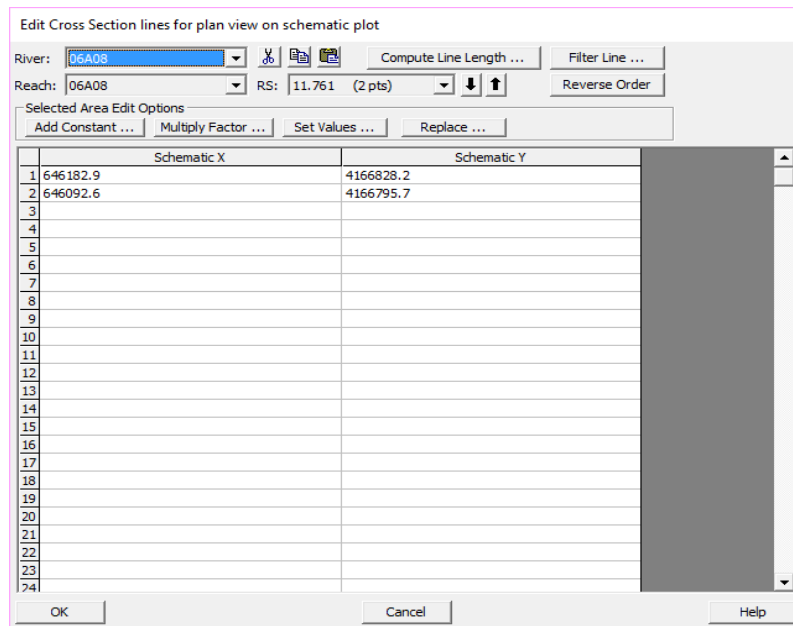 Edit Cross Section lines for plan view on schematic plot
River: 06A08 Compute Line Length ... Filter Line ...
Reach: 06A08 RS: 11.761 (2 pts) Reverse Order
Selected Area Edit Options
Add Constant ... Multiply Factor ... Set Values ... Replace ...
Schematic X Schematic Y
1 646182.9 4166828.2
2 646092.6 4166795.7
3
4
5
6
7
8
9
10
11
12
13
14
15
16
17
18
19
20
21
22
23
24
OK Cancel Help